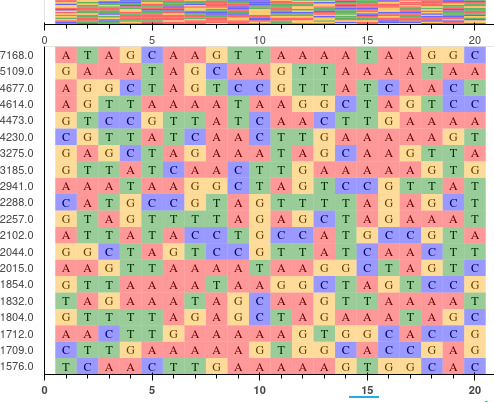 0 5 10 15 20
7168.0 A T A G C A A G T T A A A A T A A G G C
5109.0 G A A A T A G C A A G T T A A A A T A A
4677.0 A G G C T A G T C C G T T A T C A A C T
4614.0 A G T T A A A A T A A G G C T A G T C C
4473.0 G T C C G T T A T C A A C T T G A A A A
4230.0 C G T T A T C A A C T T G A A A A A G T
3275.0 G A G C T A G A A A T A G C A A G T T A
3185.0 G T T A T C A A C T T G A A A A A G T G
2941.0 A A A T A A G G C T A G T C C G T T A T
2288.0 C A T G C C G T A G T T T T A G A G C T
2257.0 G T A G T T T T A G A G C T A G A A A T
2102.0 A T T A T A C C T G C C A T G C C G T A
2044.0 G G C T A G T C C G T T A T C A A C T T
2015.0 A A G T T A A A A T A A G G C T A G T C
1854.0 G T T A A A A T A A G G C T A G T C C G
1832.0 T A G A A A T A G C A A G T T A A A A T
1804.0 G T T T T A G A G C T A G A A A T A G C
1712.0 A A C T T G A A A A A G T G G C A C C G
1709.0 C T T G A A A A A G T G G C A C C G A G
1576.0 T C A A C T T G A A A A A G T G G C A C
0 5 10 15 20